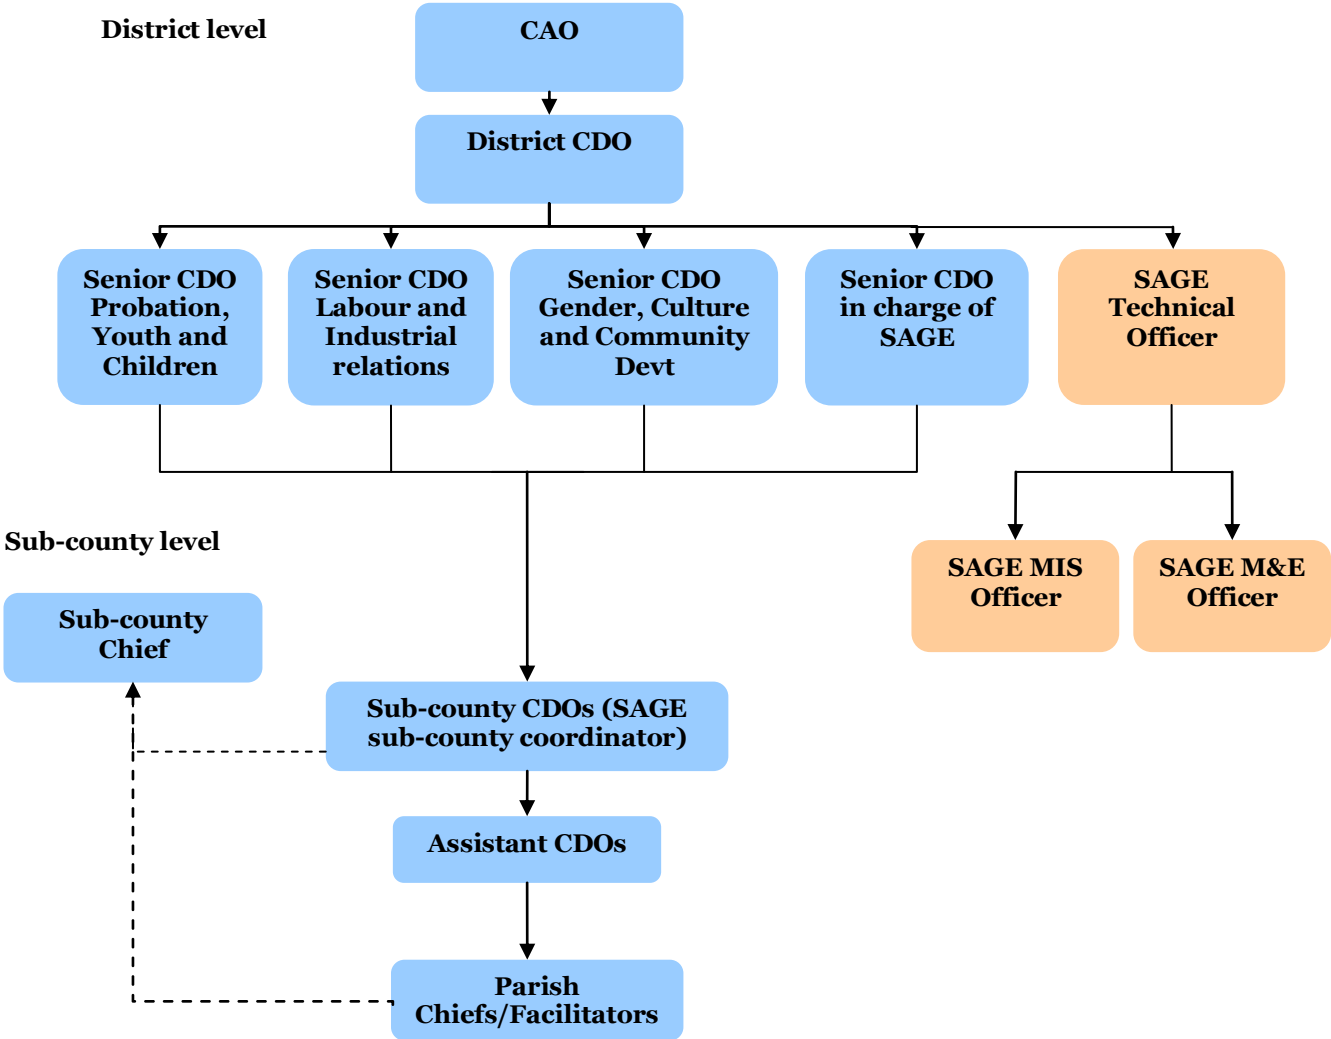 District level
CAO
District CDO
Senior CDO
Probation,
Youth and
Children
Senior CDO
Labour and
Industrial
relations
Senior CDO
Gender, Culture
and Community
Devt
Senior CDO
in charge of
SAGE
SAGE
Technical
Officer
SAGE MIS
Officer
SAGE M&E
Officer
Sub-county level
Sub-county
Chief
Sub-county CDOs (SAGE
sub-county coordinator)
Assistant CDOs
Parish
Chiefs/Facilitators